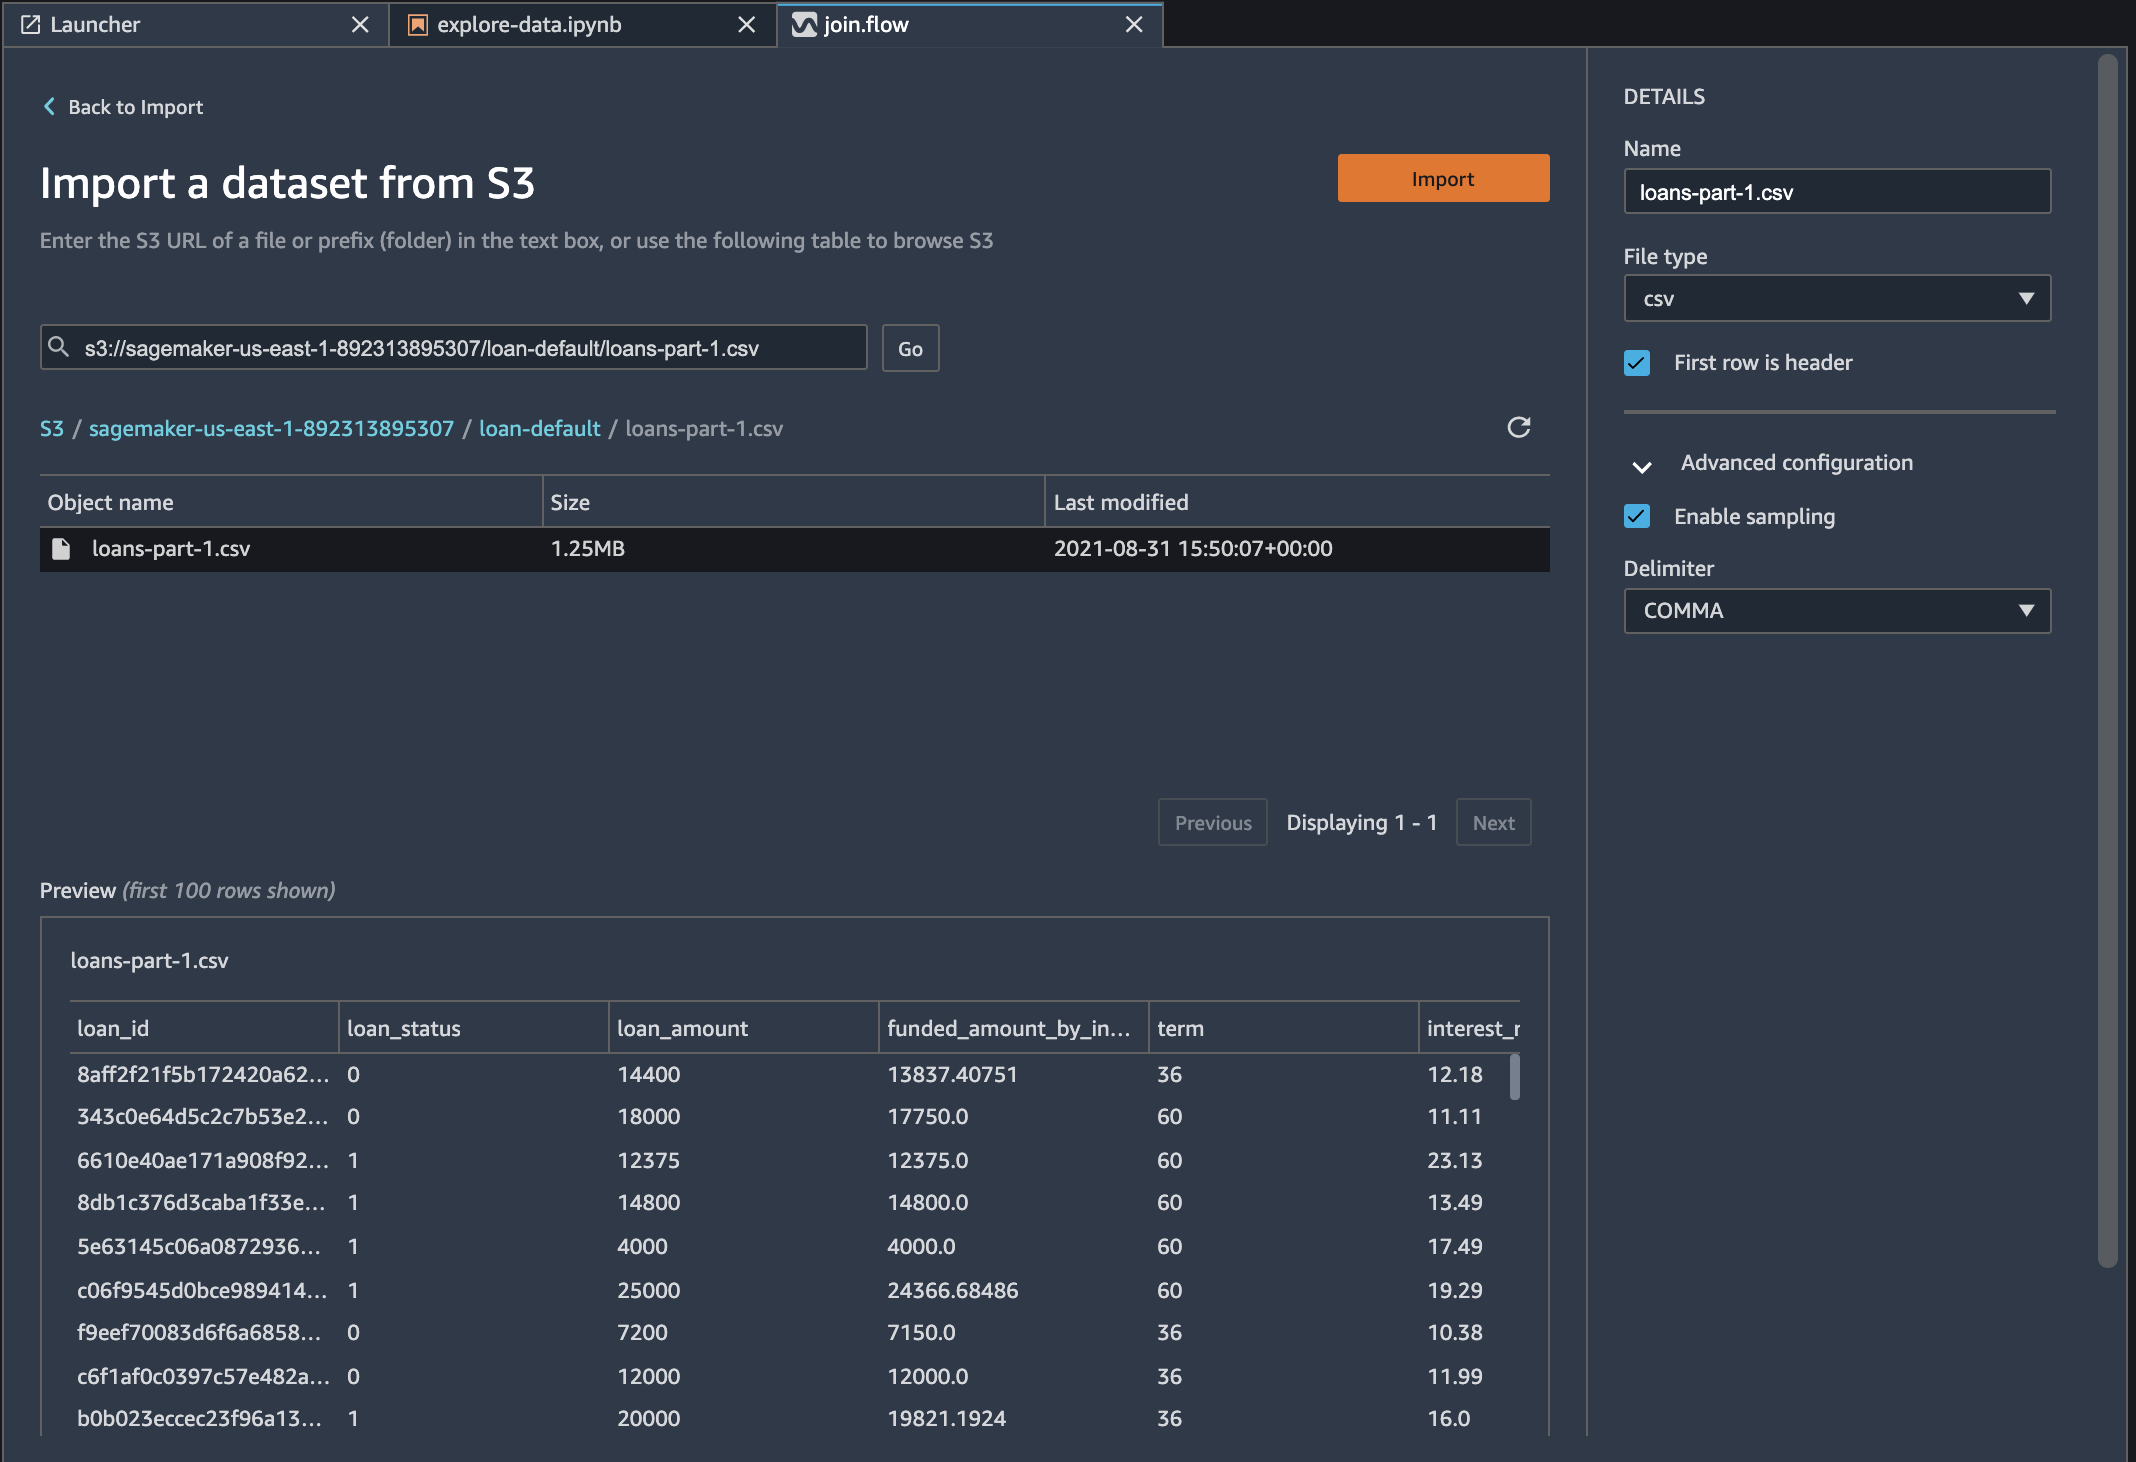 Launcher
explore-data.ipynb
join.flow
Back to Import
Import a dataset from S3
Import
Enter the S3 URL of a file or prefix (folder) in the text box, or use the following table to browse S3
s3://sagemaker-us-east-1-892313895307/loan-default/loans-part-1.csv
Go
S3 / sagemaker-us-east-1-892313895307 / loan-default / loans-part-1.csv
Object name Size Last modified
loans-part-1.csv 1.25MB 2021-08-31 15:50:07+00:00
Previous Displaying 1 - 1 Next
Preview (first 100 rows shown)
loans-part-1.csv
loan_id loan_status loan_amount funded_amount_by_in... term interest_r
8aff2f21f5b172420a62... 0 14400 13837.40751 36 12.18
343c0e64d5c2c7b53e2... 0 18000 17750.0 60 11.11
6610e40ae171a908f92... 1 12375 12375.0 60 23.13
8db1c376d3caba1f33e... 1 14800 14800.0 60 13.49
5e63145c06a0872936... 1 4000 4000.0 60 17.49
c06f9545d0bce989414... 1 25000 24366.68486 60 19.29
f9eef70083d6f6a6858... 0 7200 7150.0 36 10.38
c6f1af0c0397c57e482a... 0 12000 12000.0 36 11.99
b0b023eccec23f96a13... 1 20000 19821.1924 36 16.0
DETAILS
Name
loans-part-1.csv
File type
csv
First row is header
Advanced configuration
Enable sampling
Delimiter
COMMA